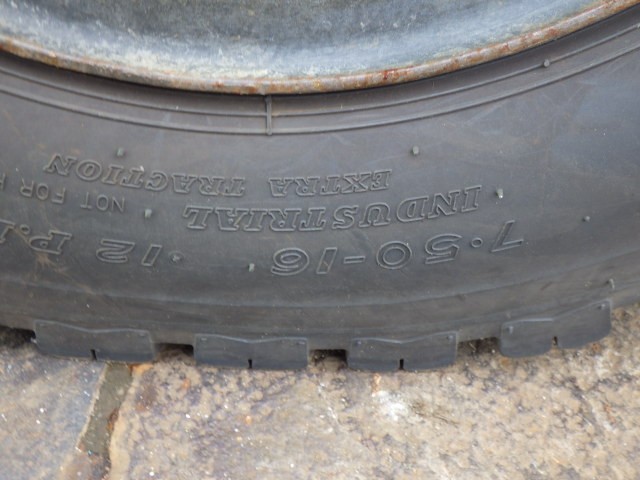 7·50-16 ·12 P.
INDUSTRIAL
EXTRA TRACTION
NOT FOR